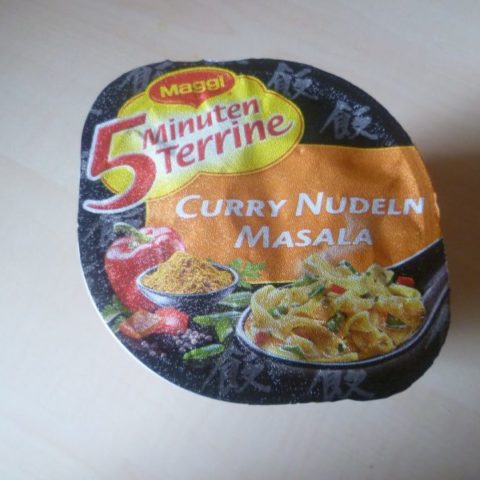 Maggi
5 Minuten
Terrine
CURRY NUDELN
MASALA